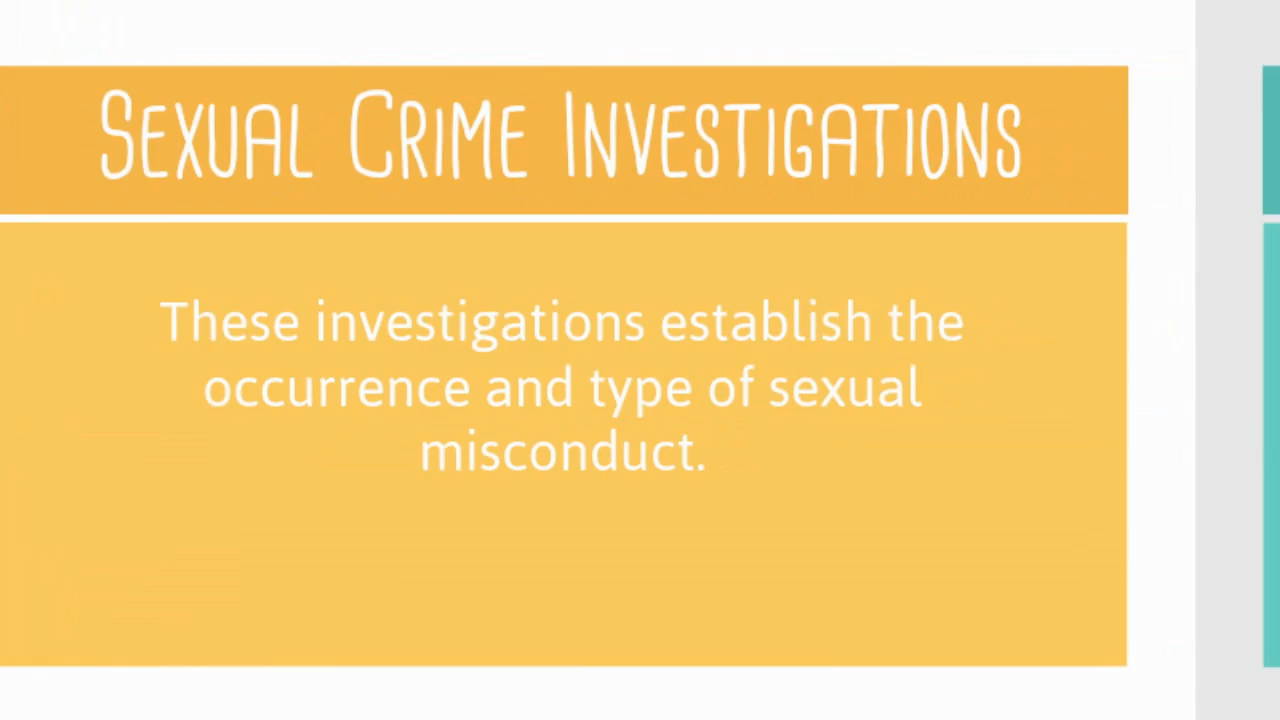 Sexual Crime Investigations
These investigations establish the
occurrence and type of sexual
misconduct.